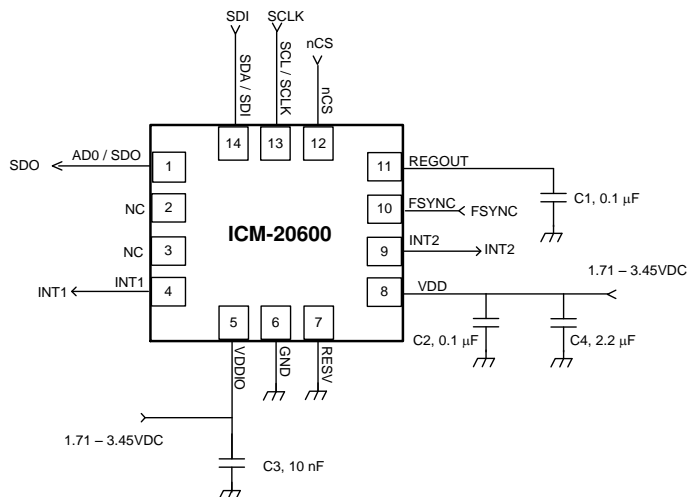 SDI
SCLK
nCS
SDA / SDI
SCL / SCLK
nCS
14
13
12
SDO
AD0 / SDO
1
11
REGOUT
C1, 0.1 μF
NC
2
10
FSYNC
FSYNC
ICM-20600
NC
3
9
INT2
INT2
INT1
INT1
4
8
VDD
1.71 – 3.45VDC
5
6
7
C2, 0.1 μF
C4, 2.2 μF
VDDIO
GND
RESV
1.71 – 3.45VDC
C3, 10 nF